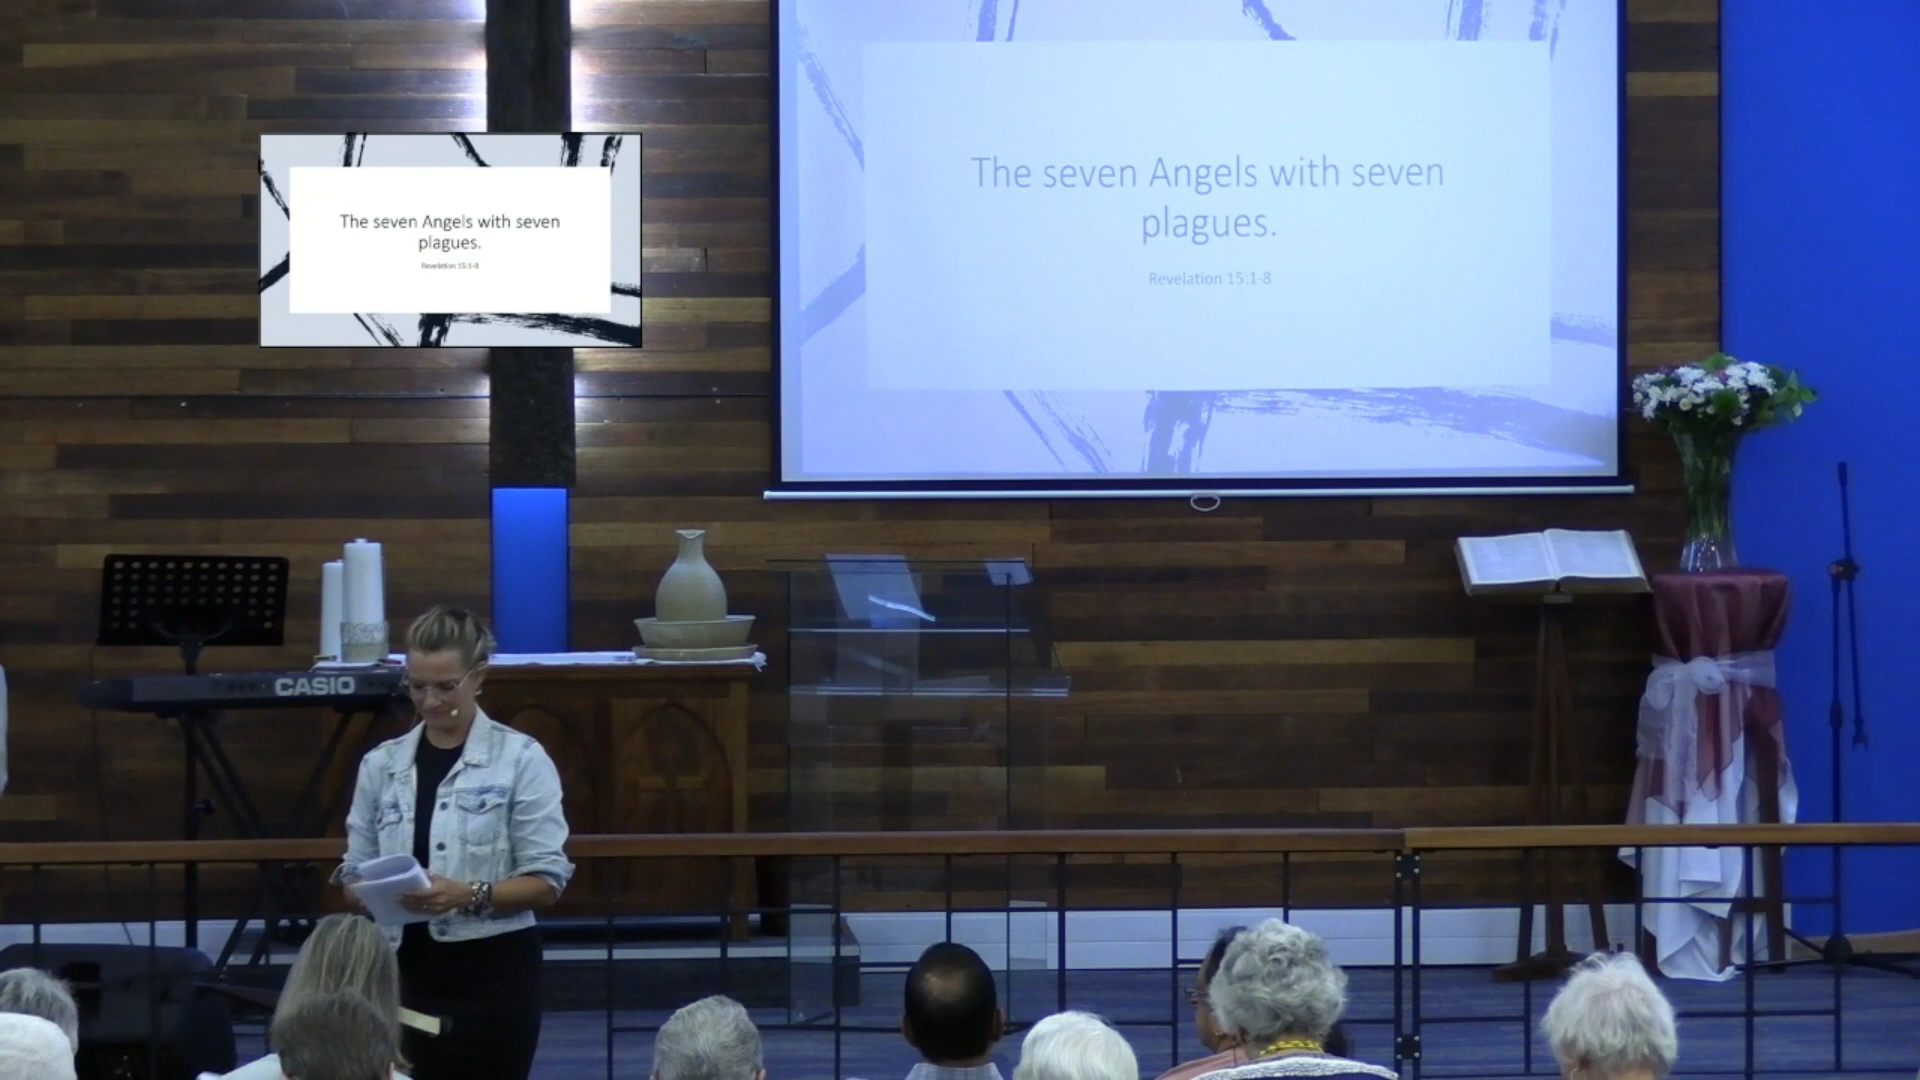 The seven Angels with seven
plagues.
Revelation 15:1-8
The seven Angels with seven
plagues.
Revelation 15:1-8
CASIO